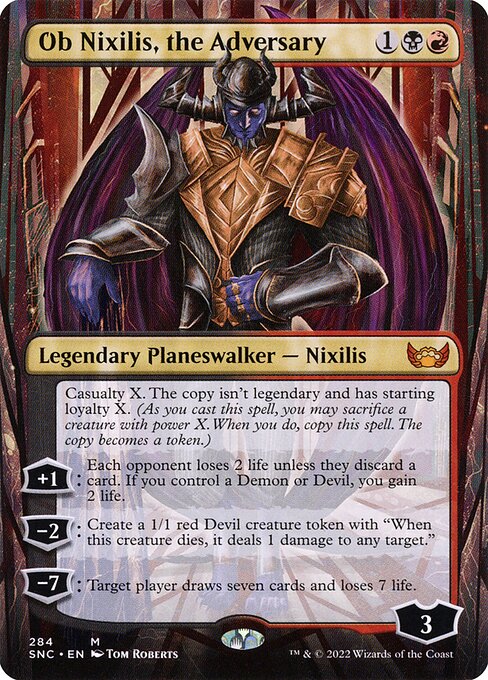 Ob Nixilis, the Adversary 1
Legendary Planeswalker — Nixilis
Casualty X. The copy isn't legendary and has starting
loyalty X. (As you cast this spell, you may sacrifice a
creature with power X. When you do, copy this spell. The
copy becomes a token.)
+1 : Each opponent loses 2 life unless they discard a
card. If you control a Demon or Devil, you gain
2 life.
−2 : Create a 1/1 red Devil creature token with “When
this creature dies, it deals 1 damage to any target.”
−7 : Target player draws seven cards and loses 7 life.
3
284 M
SNC • EN Tom Roberts
™ & © 2022 Wizards of the Coast